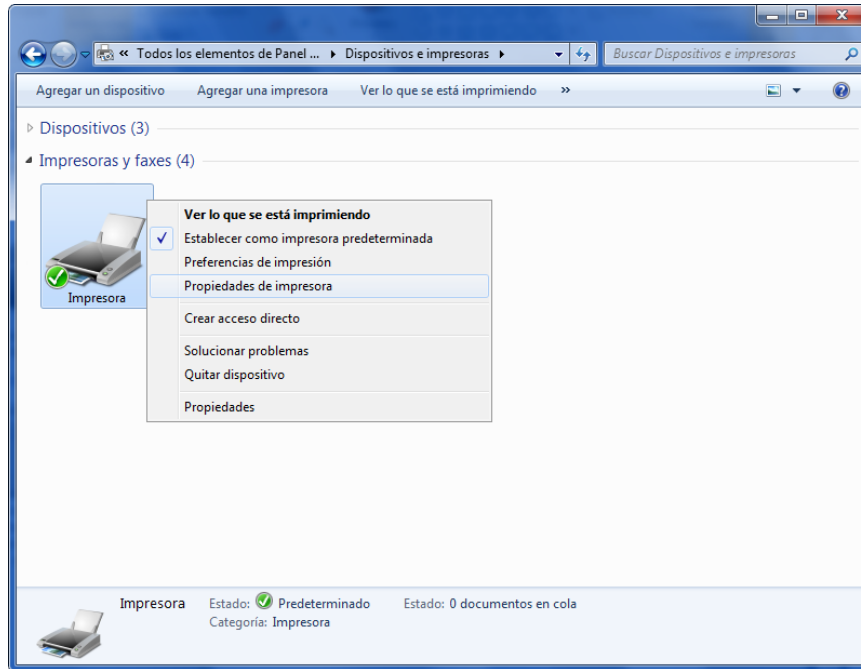 « Todos los elementos de Panel ... Dispositivos e impresoras Buscar Dispositivos e impresoras
Agregar un dispositivo Agregar una impresora Ver lo que se está imprimiendo »
Dispositivos (3)
Impresoras y faxes (4)
Impresora
Ver lo que se está imprimiendo
Establecer como impresora predeterminada
Preferencias de impresión
Propiedades de impresora
Crear acceso directo
Solucionar problemas
Quitar dispositivo
Propiedades
Impresora Estado: Predeterminado Estado: 0 documentos en cola
Categoría: Impresora